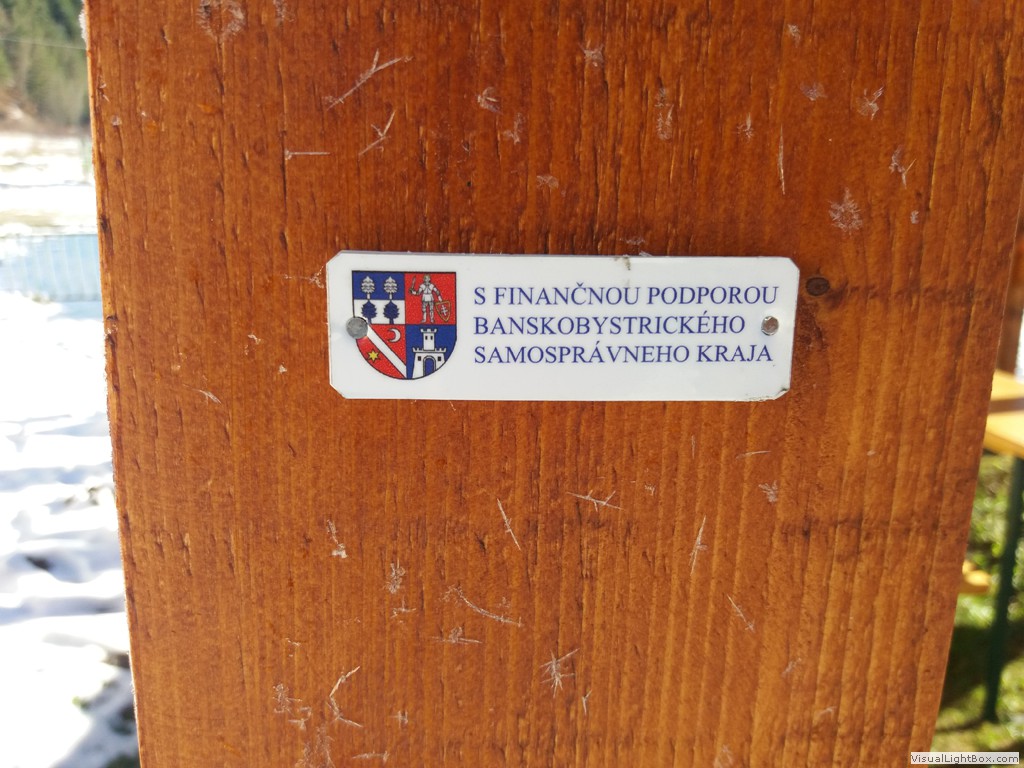 S FINANČNOU PODPOROU
BANSKOBYSTRICKÉHO
SAMOSPRÁVNEHO KRAJA
VisualLightBox.com